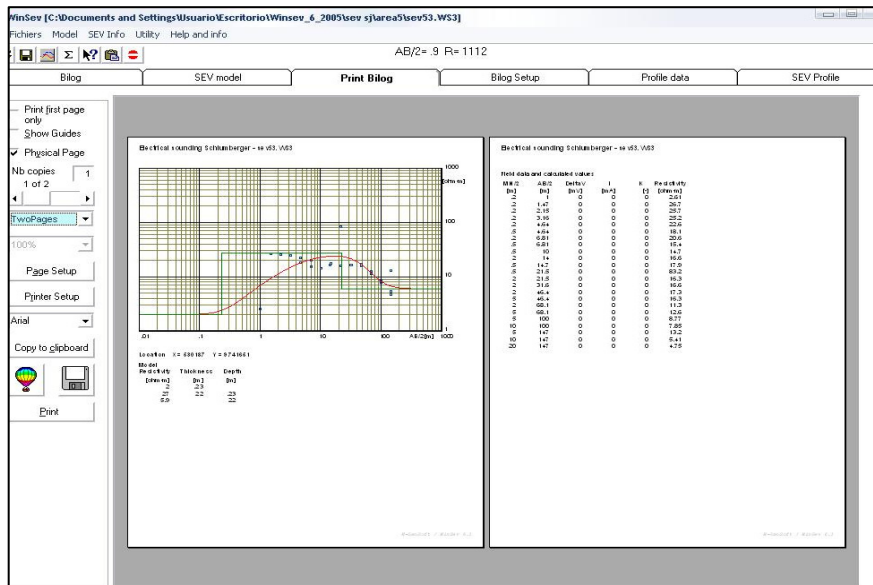 WinSev [C:\Documents and Settings\Usuario\Escritorio\Winsev_6_2005\sev sj\area5\sev53.WS3]
Fichiers Model SEV Info Utility Help and info
AB/2= .9 R= 1112
Bilog SEV model Print Bilog Bilog Setup Profile data SEV Profile
Print first page only
Show Guides
Physical Page
Nb copies 1
1 of 2
TwoPages
100%
Page Setup
Printer Setup
Arial
Copy to clipboard
Print
Electrical sounding Schlumberger - sev53.WS3
1000
[ohm-m]
100
10
1
.01 .1 1 10 100 AB/2[m] 1000
Location X= 630187 Y= 9741661
Model
Resistivity Thickness Depth
[ohm-m] [m] [m]
2 .23
27 22 .23
5.9 22
Electrical sounding Schlumberger - sev53.WS3
Field data and calculated values
MN/2 AB/2 Delta V I K Resistivity
[m] [m] [mV] [mA] [-] [ohm-m]
.2 1 0 0 0 2.61
.2 1.47 0 0 0 26.7
.2 2.15 0 0 0 25.7
.2 3.16 0 0 0 25.2
.2 4.64 0 0 0 22.6
.5 4.64 0 0 0 18.1
.2 6.81 0 0 0 20.6
.5 6.81 0 0 0 15.4
.5 10 0 0 0 14.7
2 14 0 0 0 16.6
.5 14.7 0 0 0 17.9
.5 21.5 0 0 0 83.2
2 21.5 0 0 0 16.3
2 31.6 0 0 0 16.6
2 46.4 0 0 0 17.3
5 46.4 0 0 0 16.3
2 68.1 0 0 0 11.3
5 68.1 0 0 0 12.6
5 100 0 0 0 8.77
10 100 0 0 0 7.85
5 147 0 0 0 13.2
10 147 0 0 0 5.41
20 147 0 0 0 4.75